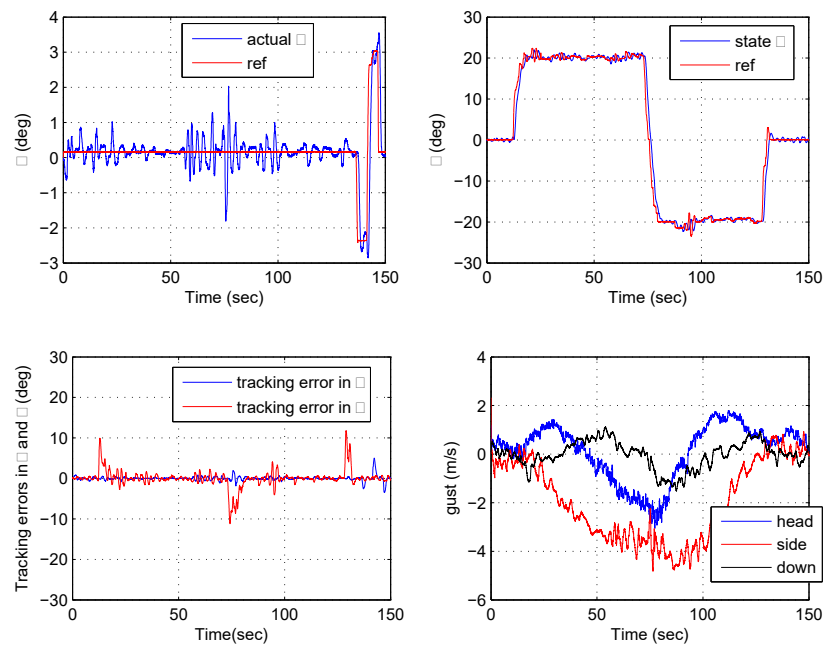 4
3
2
1
0
−1
−2
−3
0 50 100 150
Time (sec)
□ (deg)
actual □
ref
30
20
10
0
−10
−20
−30
0 50 100 150
Time (sec)
□ (deg)
state □
ref
30
20
10
0
−10
−20
−30
0 50 100 150
Time(sec)
Tracking errors in □ and □ (deg)
tracking error in □
tracking error in □
4
2
0
−2
−4
−6
0 50 100 150
Time (sec)
gust (m/s)
head
side
down